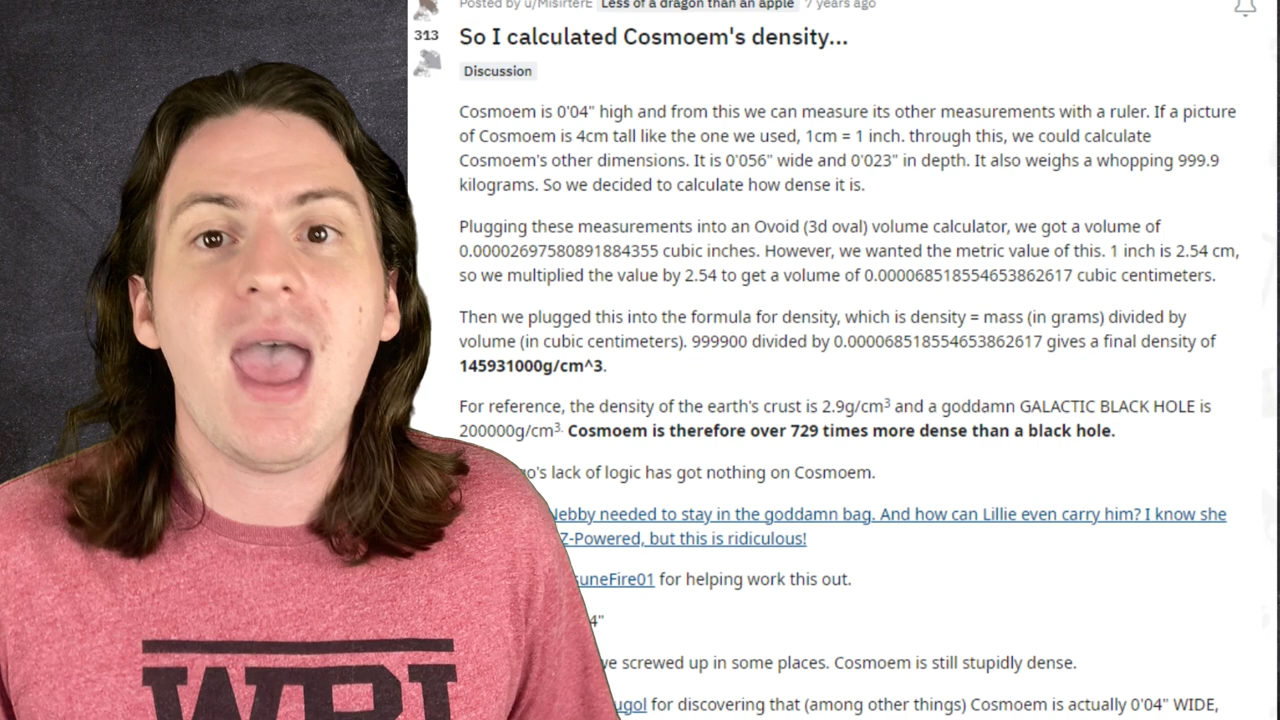 Posted by u/MisirterE Less of a dragon than an apple 7 years ago
313
So I calculated Cosmoem's density...
Discussion
Cosmoem is 0'04" high and from this we can measure its other measurements with a ruler. If a picture
of Cosmoem is 4cm tall like the one we used, 1cm = 1 inch. through this, we could calculate
Cosmoem's other dimensions. It is 0'056" wide and 0'023" in depth. It also weighs a whopping 999.9
kilograms. So we decided to calculate how dense it is.
Plugging these measurements into an Ovoid (3d oval) volume calculator, we got a volume of
0.00002697580891884355 cubic inches. However, we wanted the metric value of this. 1 inch is 2.54 cm,
so we multiplied the value by 2.54 to get a volume of 0.000068518554653862617 cubic centimeters.
Then we plugged this into the formula for density, which is density = mass (in grams) divided by
volume (in cubic centimeters). 999900 divided by 0.000068518554653862617 gives a final density of
145931000g/cm^3.
For reference, the density of the earth's crust is 2.9g/cm³ and a goddamn GALACTIC BLACK HOLE is
200000g/cm³. Cosmoem is therefore over 729 times more dense than a black hole.
go's lack of logic has got nothing on Cosmoem.
Nebby needed to stay in the goddamn bag. And how can Lillie even carry him? I know she
Z-Powered, but this is ridiculous!
suneFire01 for helping work this out.
4"
we screwed up in some places. Cosmoem is still stupidly dense.
ugol for discovering that (among other things) Cosmoem is actually 0'04" WIDE,
WPI